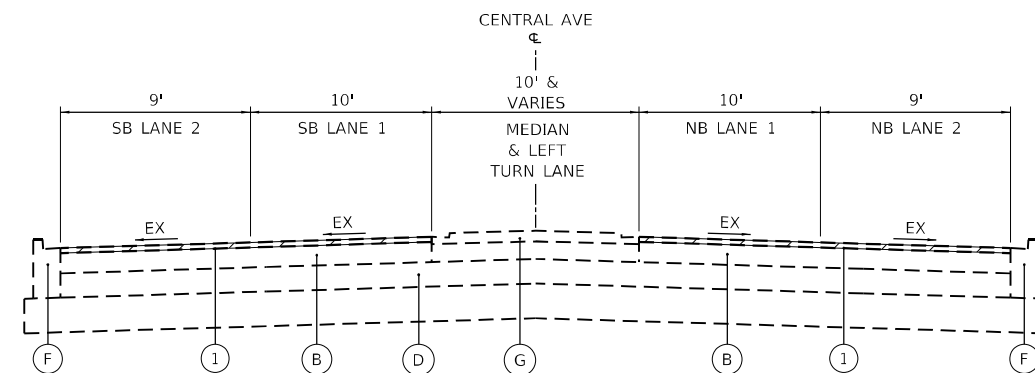 CENTRAL AVE
℄
10' &
VARIES
9'
10'
10'
9'
SB LANE 2
SB LANE 1
MEDIAN
& LEFT
TURN LANE
NB LANE 1
NB LANE 2
EX
EX
EX
EX
F
1
B
D
G
B
1
F